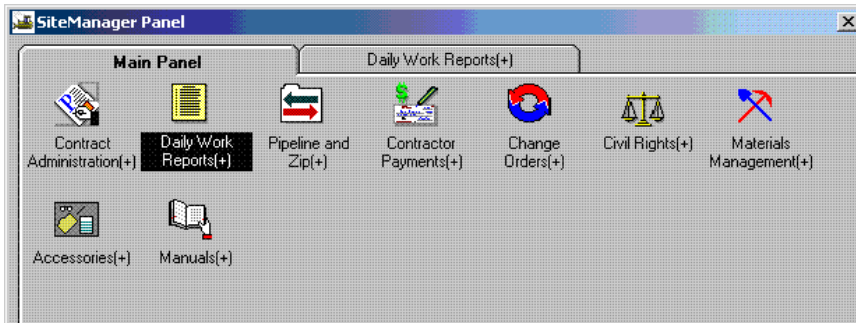 SiteManager Panel
Main Panel
Daily Work Reports(+)
Contract
Administration(+)
Daily Work
Reports(+)
Pipeline and
Zip(+)
Contractor
Payments(+)
Change
Orders(+)
Civil Rights(+)
Materials
Management(+)
Accessories(+)
Manuals(+)